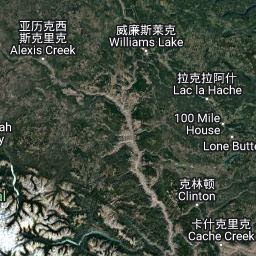 亚历克西
斯克里克
Alexis Creek
威廉斯莱克
Williams Lake
拉克拉阿什
Lac la Hache
100 Mile
House
Lone Butte
克林顿
Clinton
卡什克里克
Cache Creek